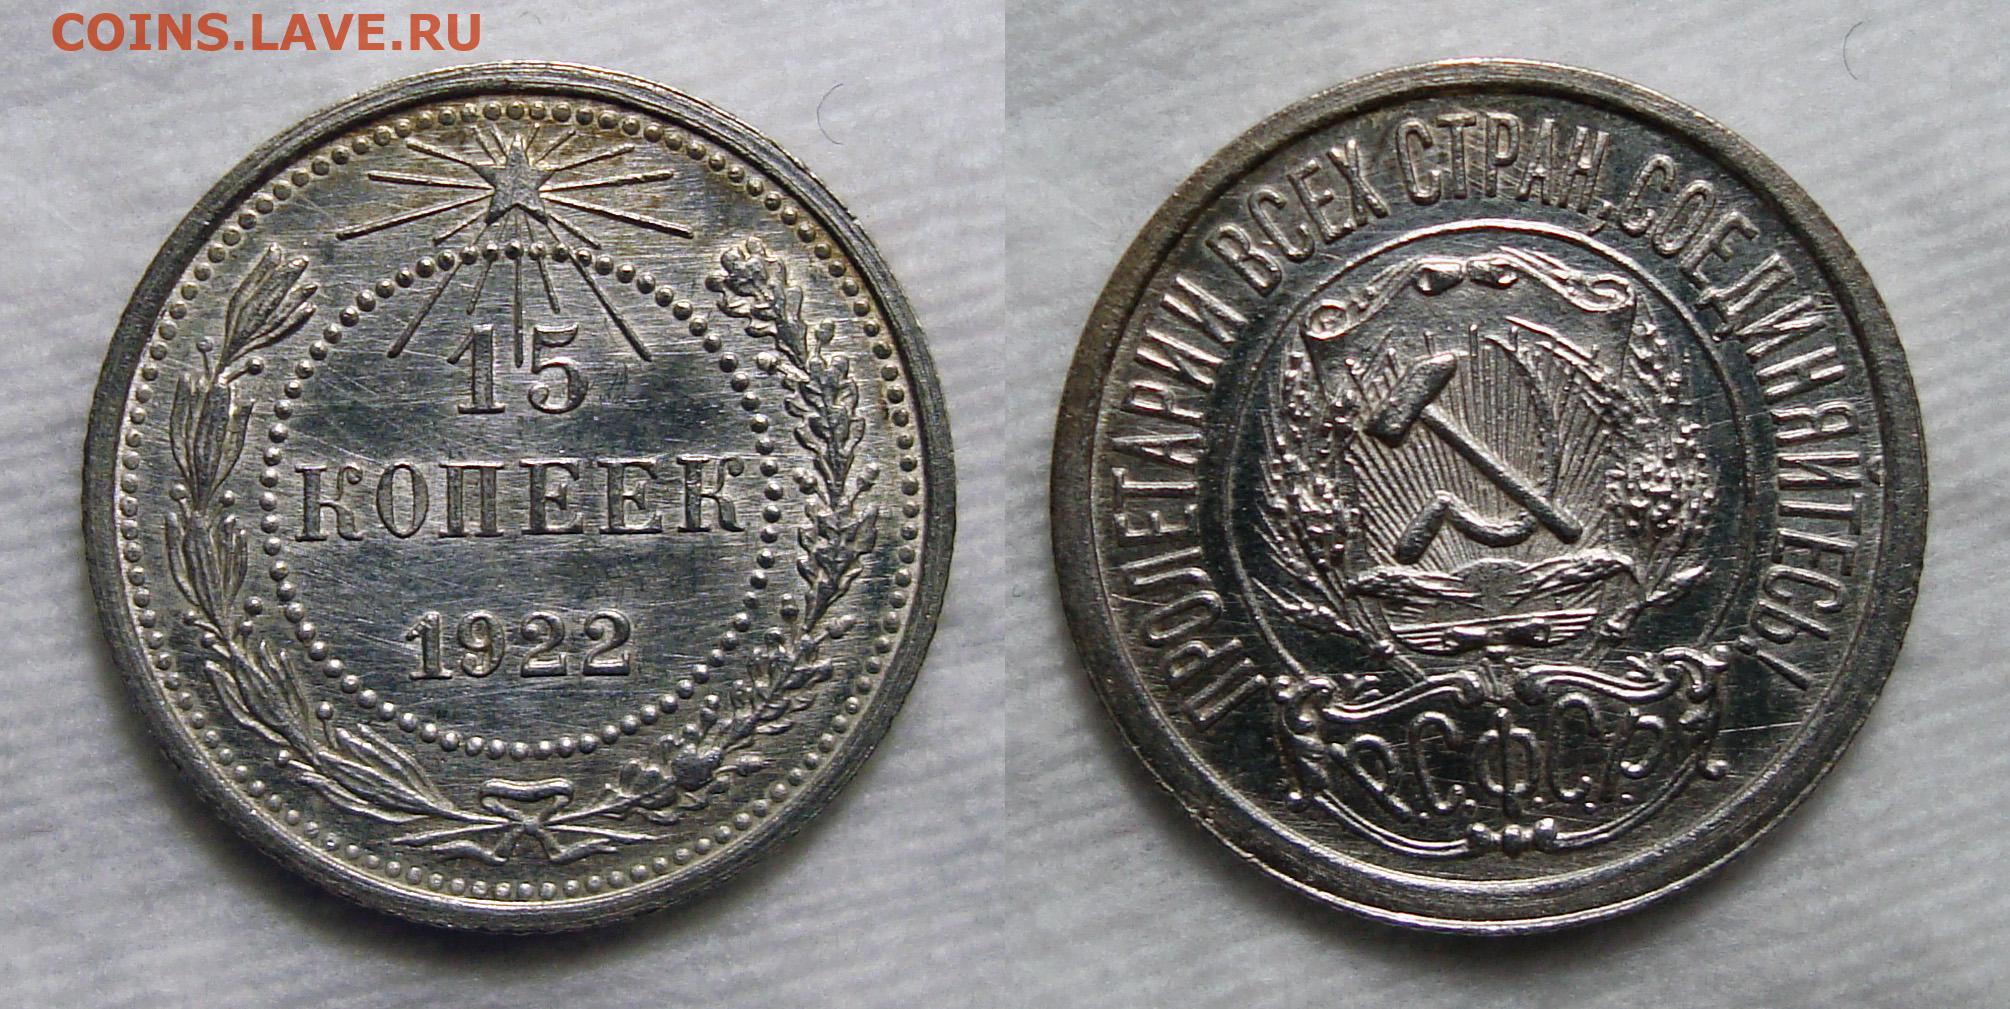 COINS.LAVE.RU
15
КОПЕЕК
1922
ПРОЛЕТАРИИ ВСЕХ СТРАН, СОЕДИНЯЙТЕСЬ!
Р.С.Ф.С.Р.